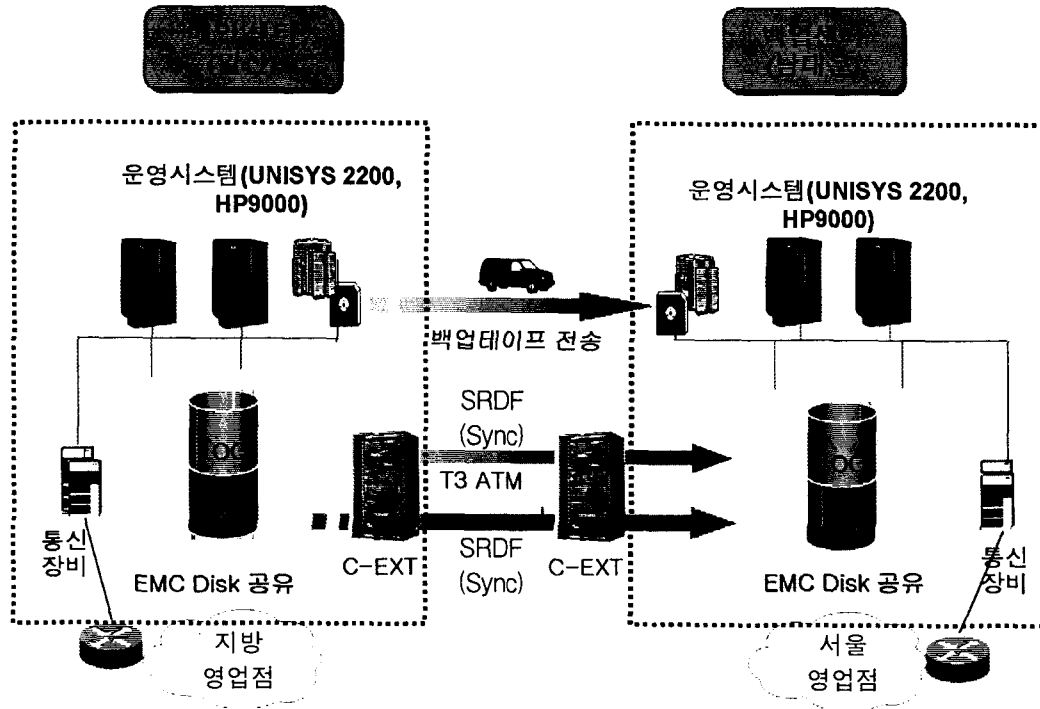 운영시스템(UNISYS 2200,
HP9000)
운영시스템(UNISYS 2200,
HP9000)
백업테이프 전송
SRDF
(Sync)
T3 ATM
SRDF
(Sync)
C-EXT
C-EXT
통신
장비
EMC Disk 공유
EMC Disk 공유
통신
장비
지방
영업점
서울
영업점